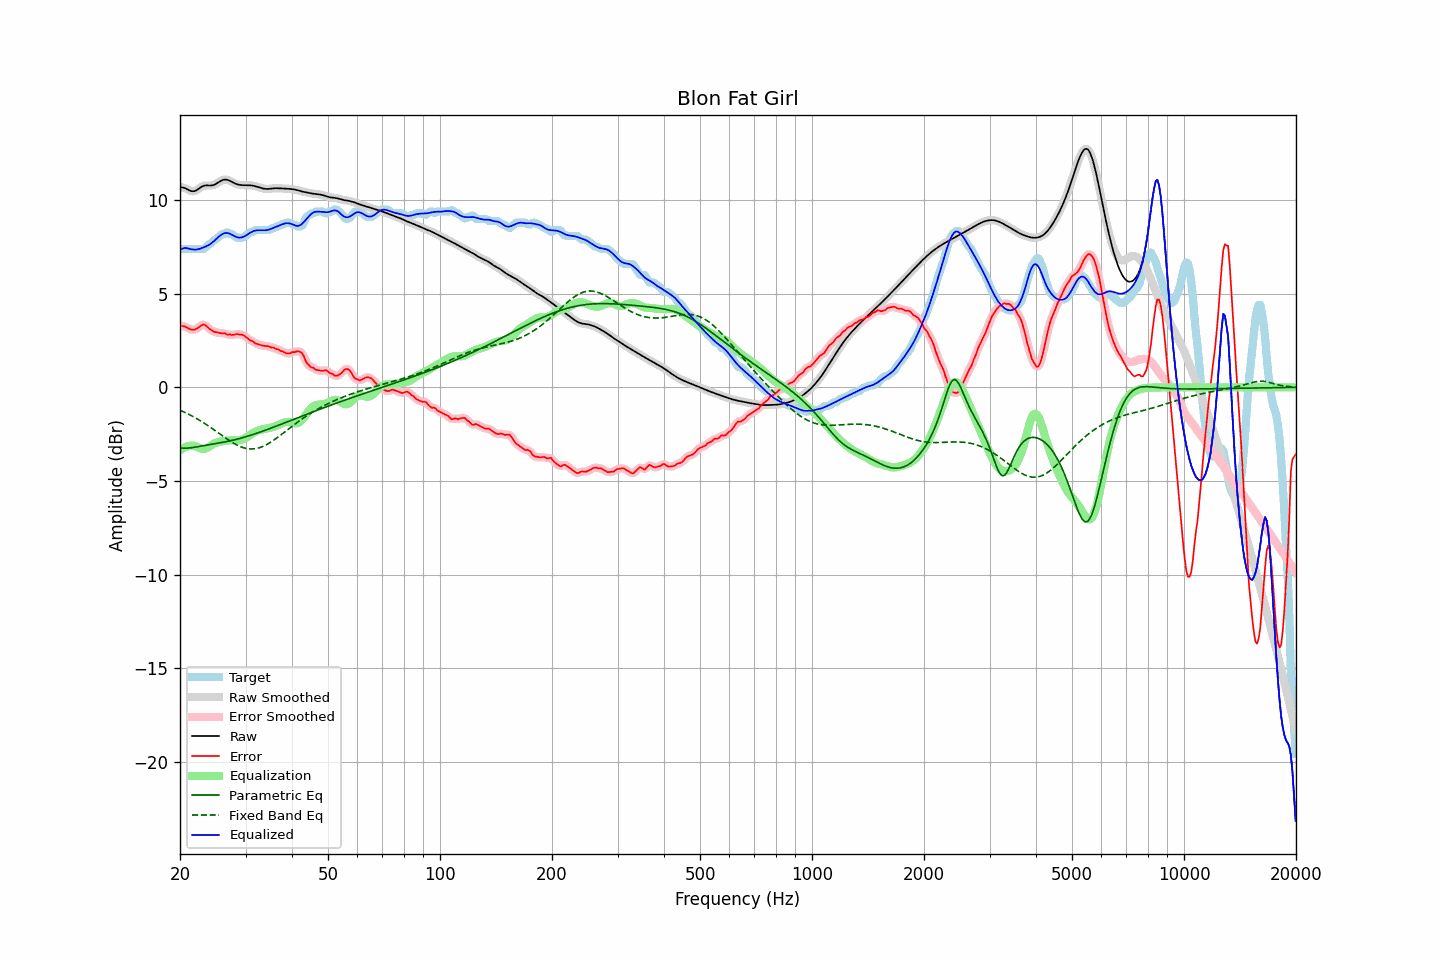 Blon Fat Girl
Amplitude (dBr)
10
5
0
−5
−10
−15
−20
Target
Raw Smoothed
Error Smoothed
Raw
Error
Equalization
Parametric Eq
Fixed Band Eq
Equalized
20 50 100 200 500 1000 2000 5000 10000 20000
Frequency (Hz)